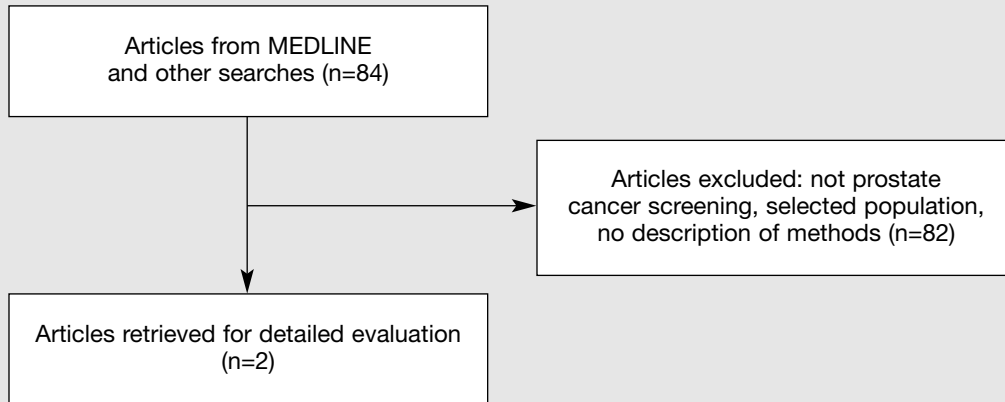 Articles from MEDLINE
and other searches (n=84)
Articles excluded: not prostate
cancer screening, selected population,
no description of methods (n=82)
Articles retrieved for detailed evaluation
(n=2)